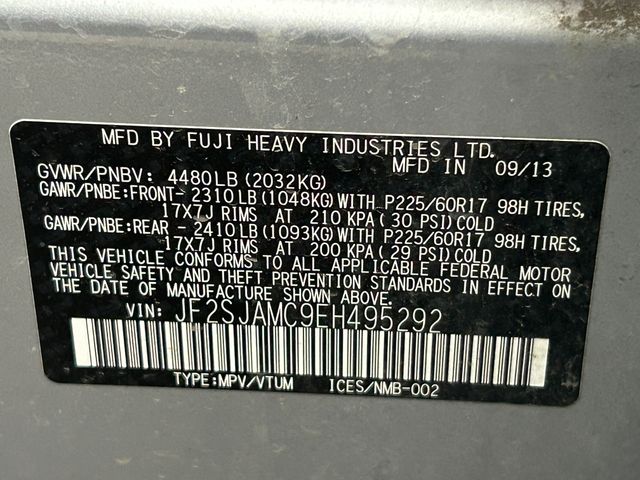 MFD BY FUJI HEAVY INDUSTRIES LTD.
MFD IN 09/13
GVWR/PNBV: 4480LB(2032KG)
GAWR/PNBE:FRONT- 2310LB(1048KG)WITH P225/60R17 98H TIRES,
17X7J RIMS AT 210 KPA(30 PSI)COLD
GAWR/PNBE:REAR - 2410LB(1093KG)WITH P225/60R17 98H TIRES,
17X7J RIMS AT 200 KPA(29 PSI)COLD
THIS VEHICLE CONFORMS TO ALL APPLICABLE FEDERAL MOTOR
VEHICLE SAFETY AND THEFT PREVENTION STANDARDS IN EFFECT ON
THE DATE OF MANUFACTURE SHOWN ABOVE.
VIN: JF2SJAMC9EH495292
TYPE:MPV/VTUM ICES/NMB-002